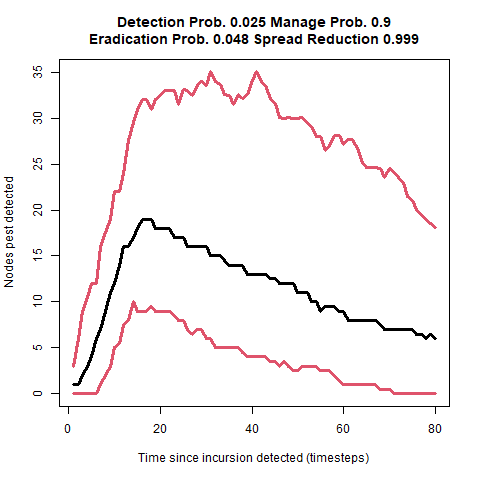 Detection Prob. 0.025 Manage Prob. 0.9
Eradication Prob. 0.048 Spread Reduction 0.999
35
30
25
20
15
10
5
0
Nodes pest detected
0 20 40 60 80
Time since incursion detected (timesteps)